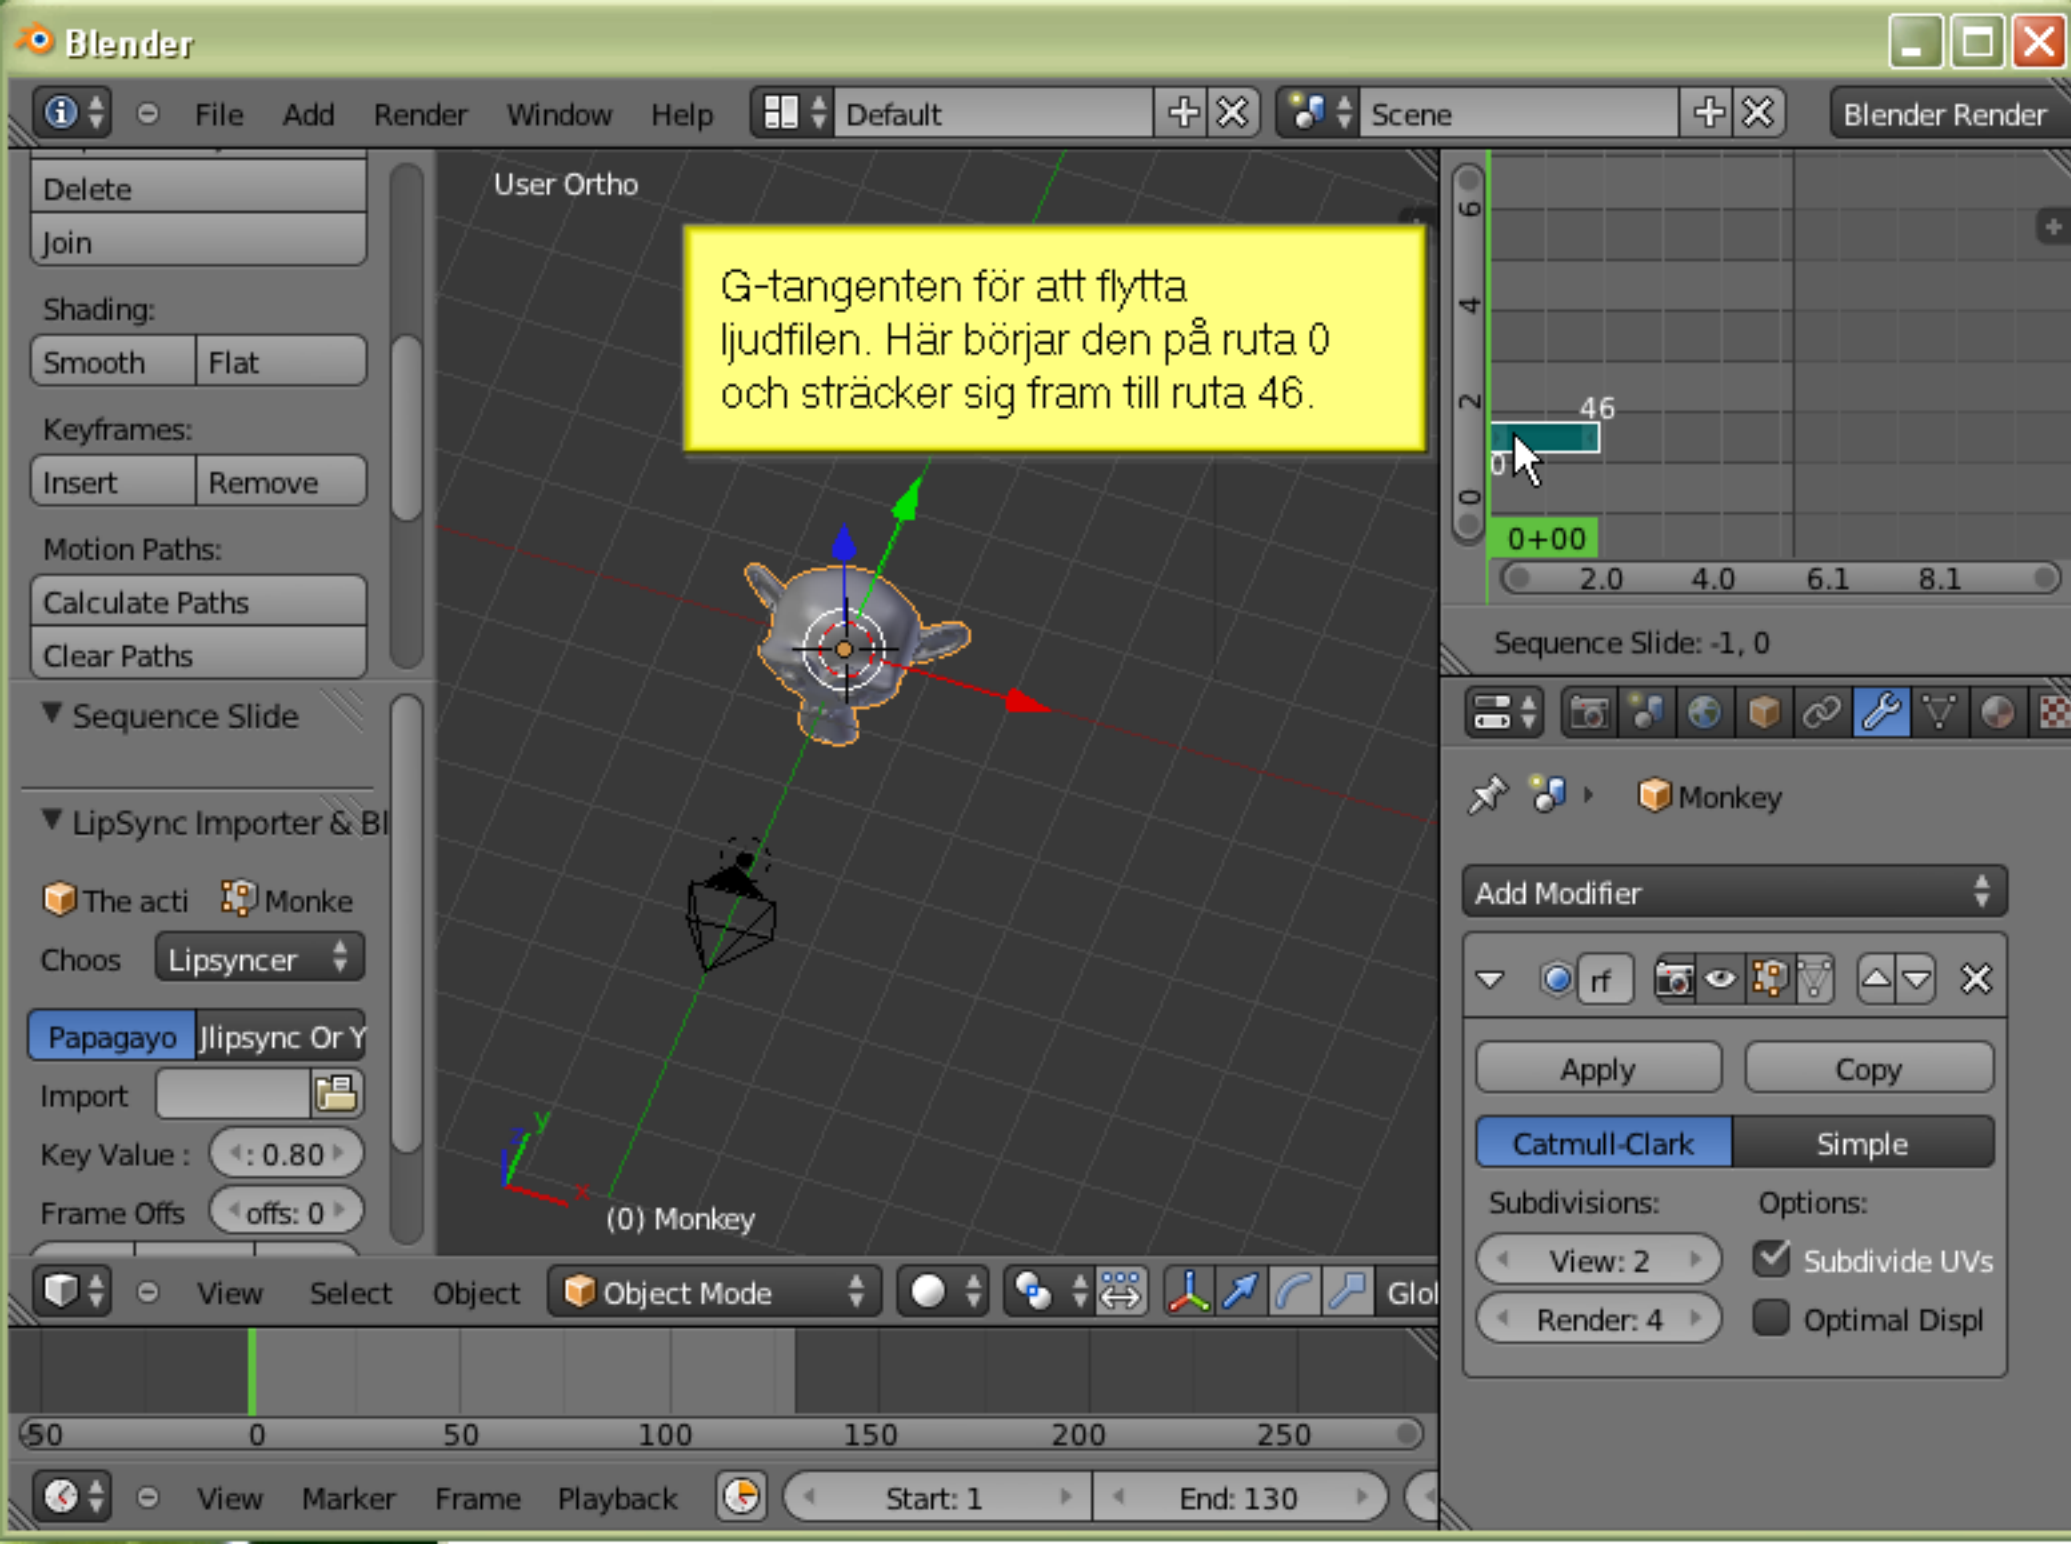 Blender
File Add Render Window Help Default Scene Blender Render
Delete
Join
Shading:
Smooth Flat
Keyframes:
Insert Remove
Motion Paths:
Calculate Paths
Clear Paths
Sequence Slide
LipSync Importer & Bl
The acti Monke
Choos Lipsyncer
Papagayo Jlipsync Or Y
Import
Key Value : : 0.80
Frame Offs offs: 0
User Ortho
G-tangenten för att flytta
ljudfilen. Här börjar den på ruta 0
och sträcker sig fram till ruta 46.
z y
x
(0) Monkey
View Select Object Object Mode Glol
-50 0 50 100 150 200 250
View Marker Frame Playback Start: 1 End: 130
6
4
2
0
46
0
0+00
2.0 4.0 6.1 8.1
Sequence Slide: -1, 0
Monkey
Add Modifier
rf
Apply Copy
Catmull-Clark Simple
Subdivisions: Options:
View: 2 Subdivide UVs
Render: 4 Optimal Displ